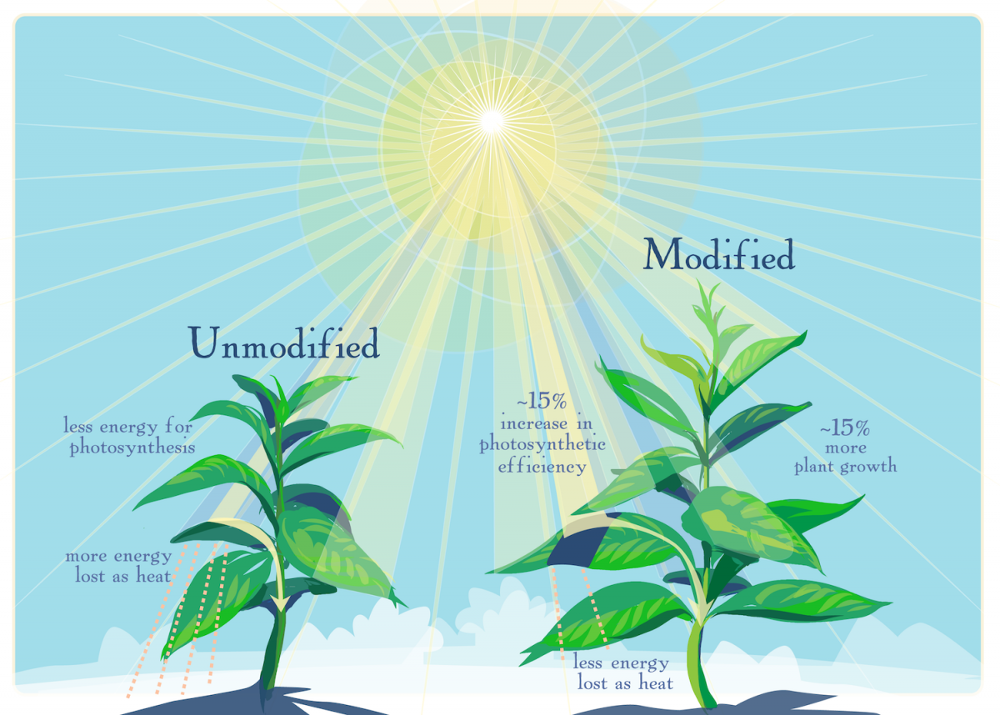 Modified
Unmodified
less energy for
photosynthesis
more energy
lost as heat
~15%
increase in
photosynthetic
efficiency
~15%
more
plant growth
less energy
lost as heat